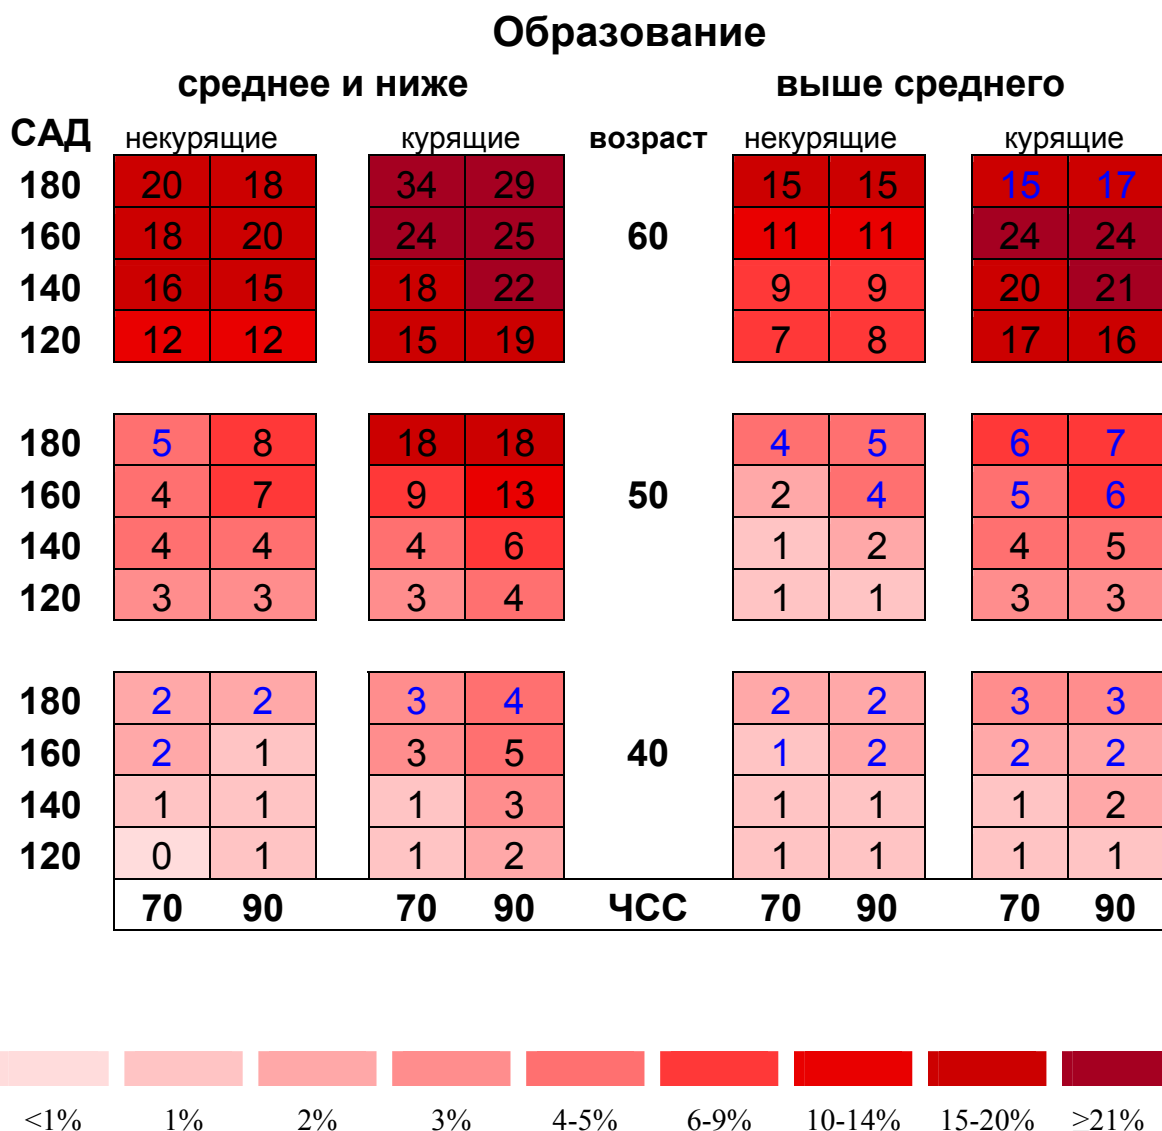 Образование
среднее и ниже выше среднего
САД некурящие курящие возраст некурящие курящие
180 20 18 34 29 15 15 15 17
160 18 20 24 25 60 11 11 24 24
140 16 15 18 22 9 9 20 21
120 12 12 15 19 7 8 17 16
180 5 8 18 18 4 5 6 7
160 4 7 9 13 50 2 4 5 6
140 4 4 4 6 1 2 4 5
120 3 3 3 4 1 1 3 3
180 2 2 3 4 2 2 3 3
160 2 1 3 5 40 1 2 2 2
140 1 1 1 3 1 1 1 2
120 0 1 1 2 1 1 1 1
70 90 70 90 ЧСС 70 90 70 90
<1% 1% 2% 3% 4-5% 6-9% 10-14% 15-20% >21%